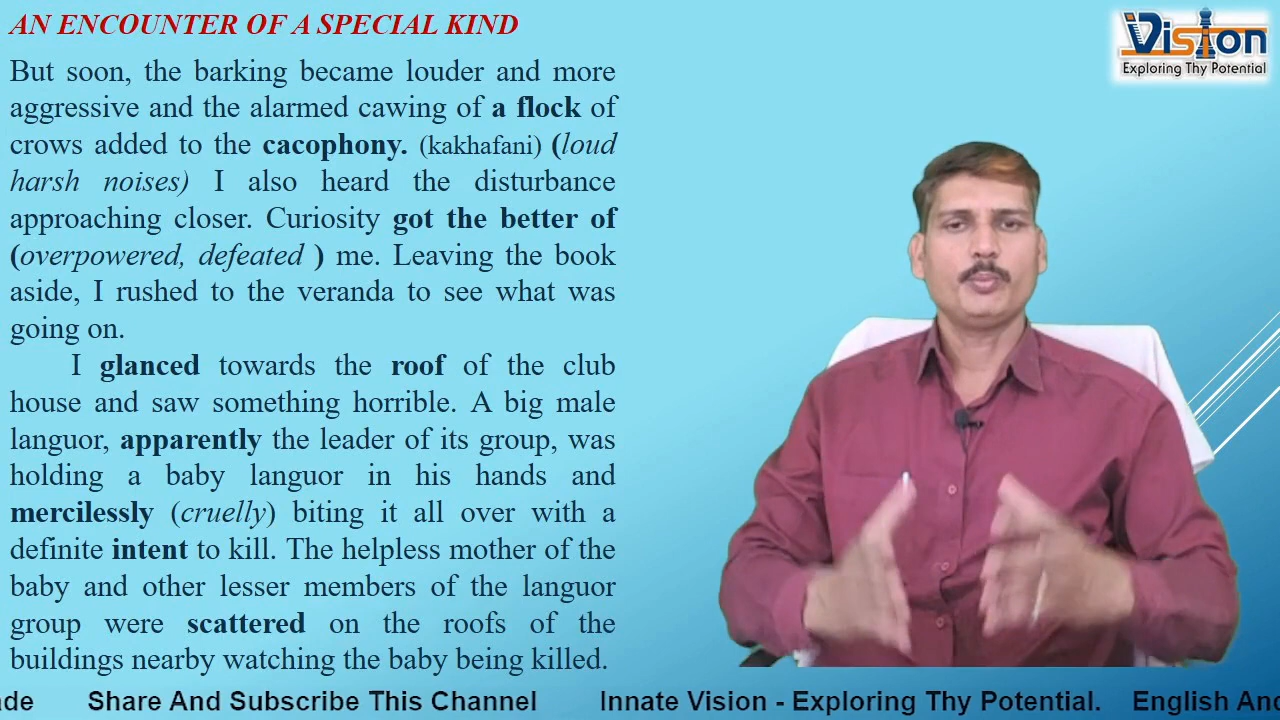 AN ENCOUNTER OF A SPECIAL KIND
But soon, the barking became louder and more
aggressive and the alarmed cawing of a flock of
crows added to the cacophony. (kakhafani) (loud
harsh noises) I also heard the disturbance
approaching closer. Curiosity got the better of
(overpowered, defeated ) me. Leaving the book
aside, I rushed to the veranda to see what was
going on.
I glanced towards the roof of the club
house and saw something horrible. A big male
languor, apparently the leader of its group, was
holding a baby languor in his hands and
mercilessly (cruelly) biting it all over with a
definite intent to kill. The helpless mother of the
baby and other lesser members of the languor
group were scattered on the roofs of the
buildings nearby watching the baby being killed.
Vision
Exploring Thy Potential
ade Share And Subscribe This Channel Innate Vision - Exploring Thy Potential. English And